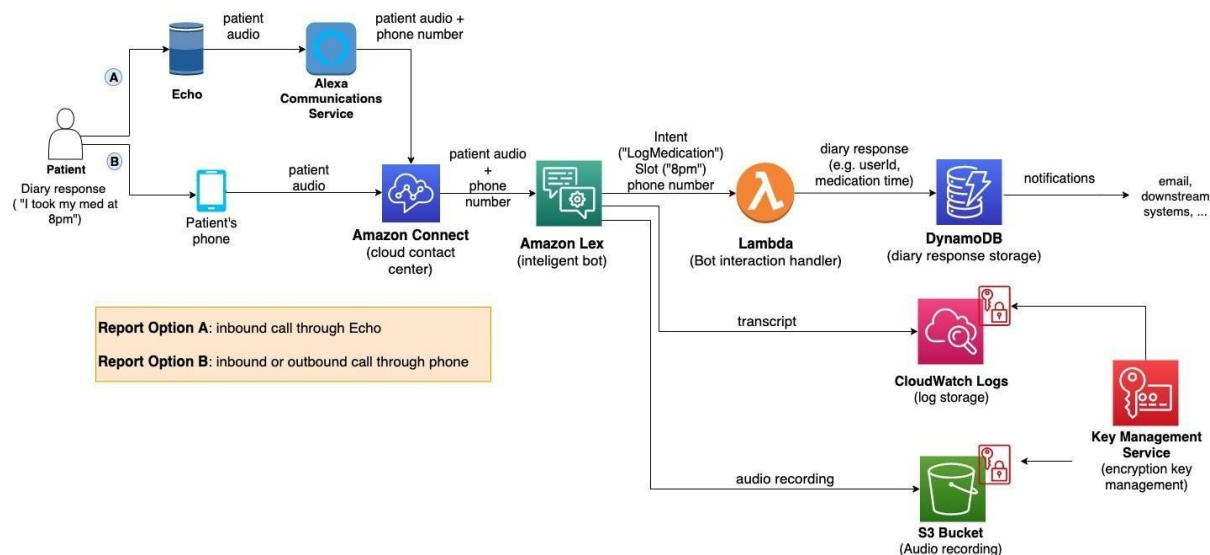 patient
audio
patient audio +
phone number
A
Echo
Alexa
Communications
Service
Patient
Diary response
( "I took my med at
8pm")
B
Patient's
phone
patient
audio
Amazon Connect
(cloud contact
center)
patient audio
+
phone
number
Amazon Lex
(inteligent bot)
Intent
("LogMedication")
Slot ("8pm")
phone number
Lambda
(Bot interaction handler)
diary response
(e.g. userId,
medication time)
DynamoDB
(diary response storage)
notifications
email,
downstream
systems, ...
Report Option A: inbound call through Echo
Report Option B: inbound or outbound call through phone
transcript
CloudWatch Logs
(log storage)
Key Management
Service
(encryption key
management)
audio recording
S3 Bucket
(Audio recording)